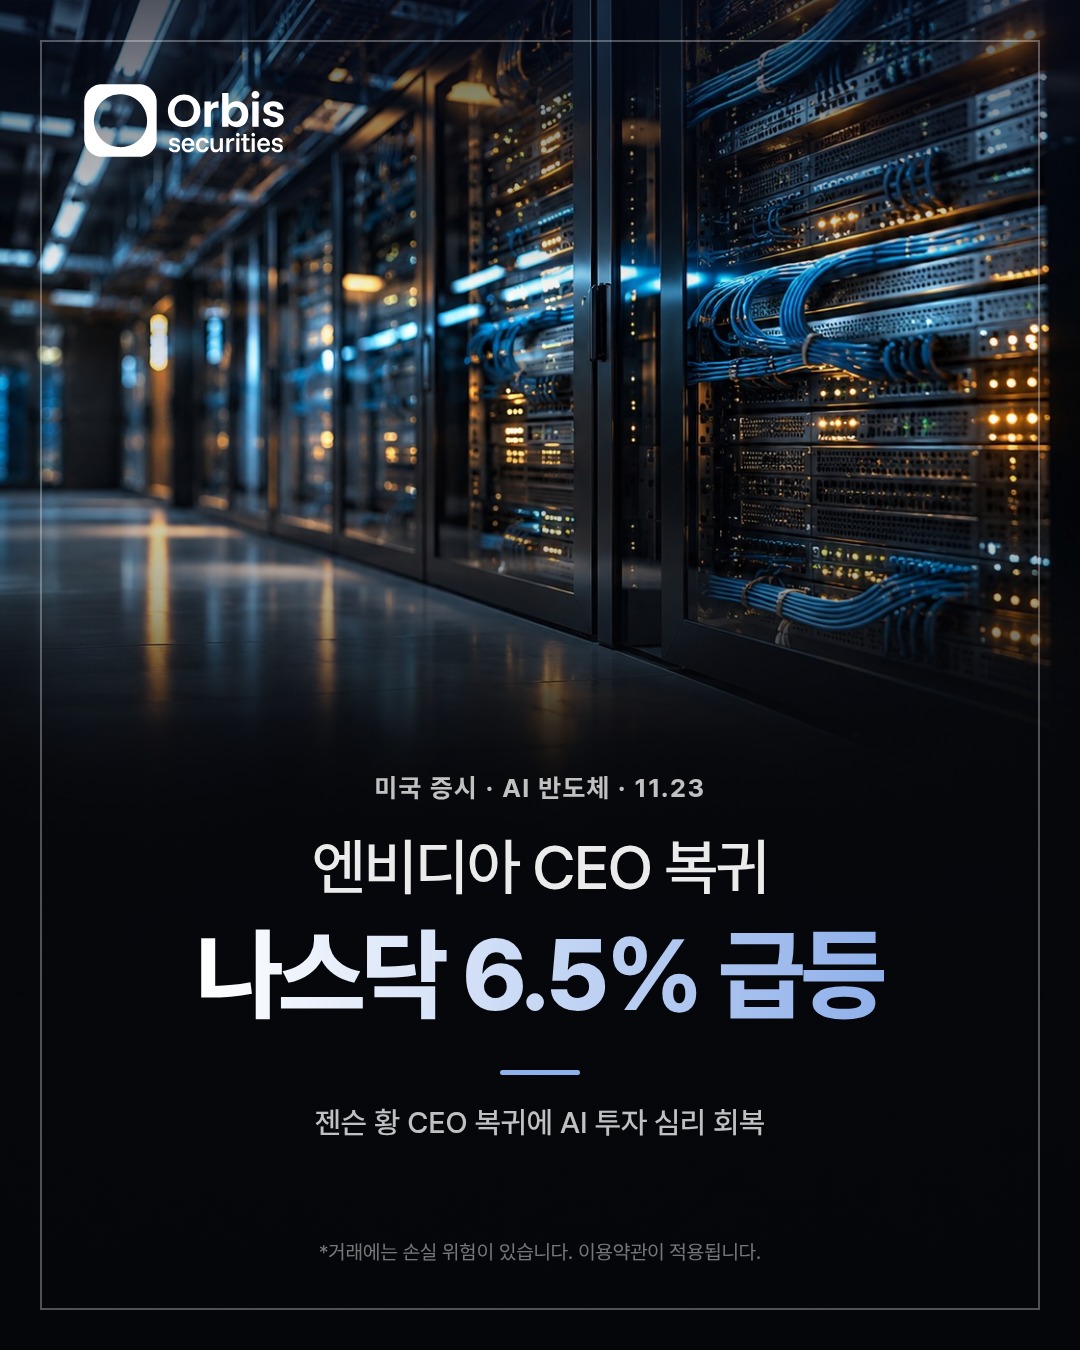 Orbis
securities
미국 증시 · AI 반도체 · 11.23
엔비디아 CEO 복귀
나스닥 6.5% 급등
젠슨 황 CEO 복귀에 AI 투자 심리 회복
*거래에는 손실 위험이 있습니다. 이용약관이 적용됩니다.